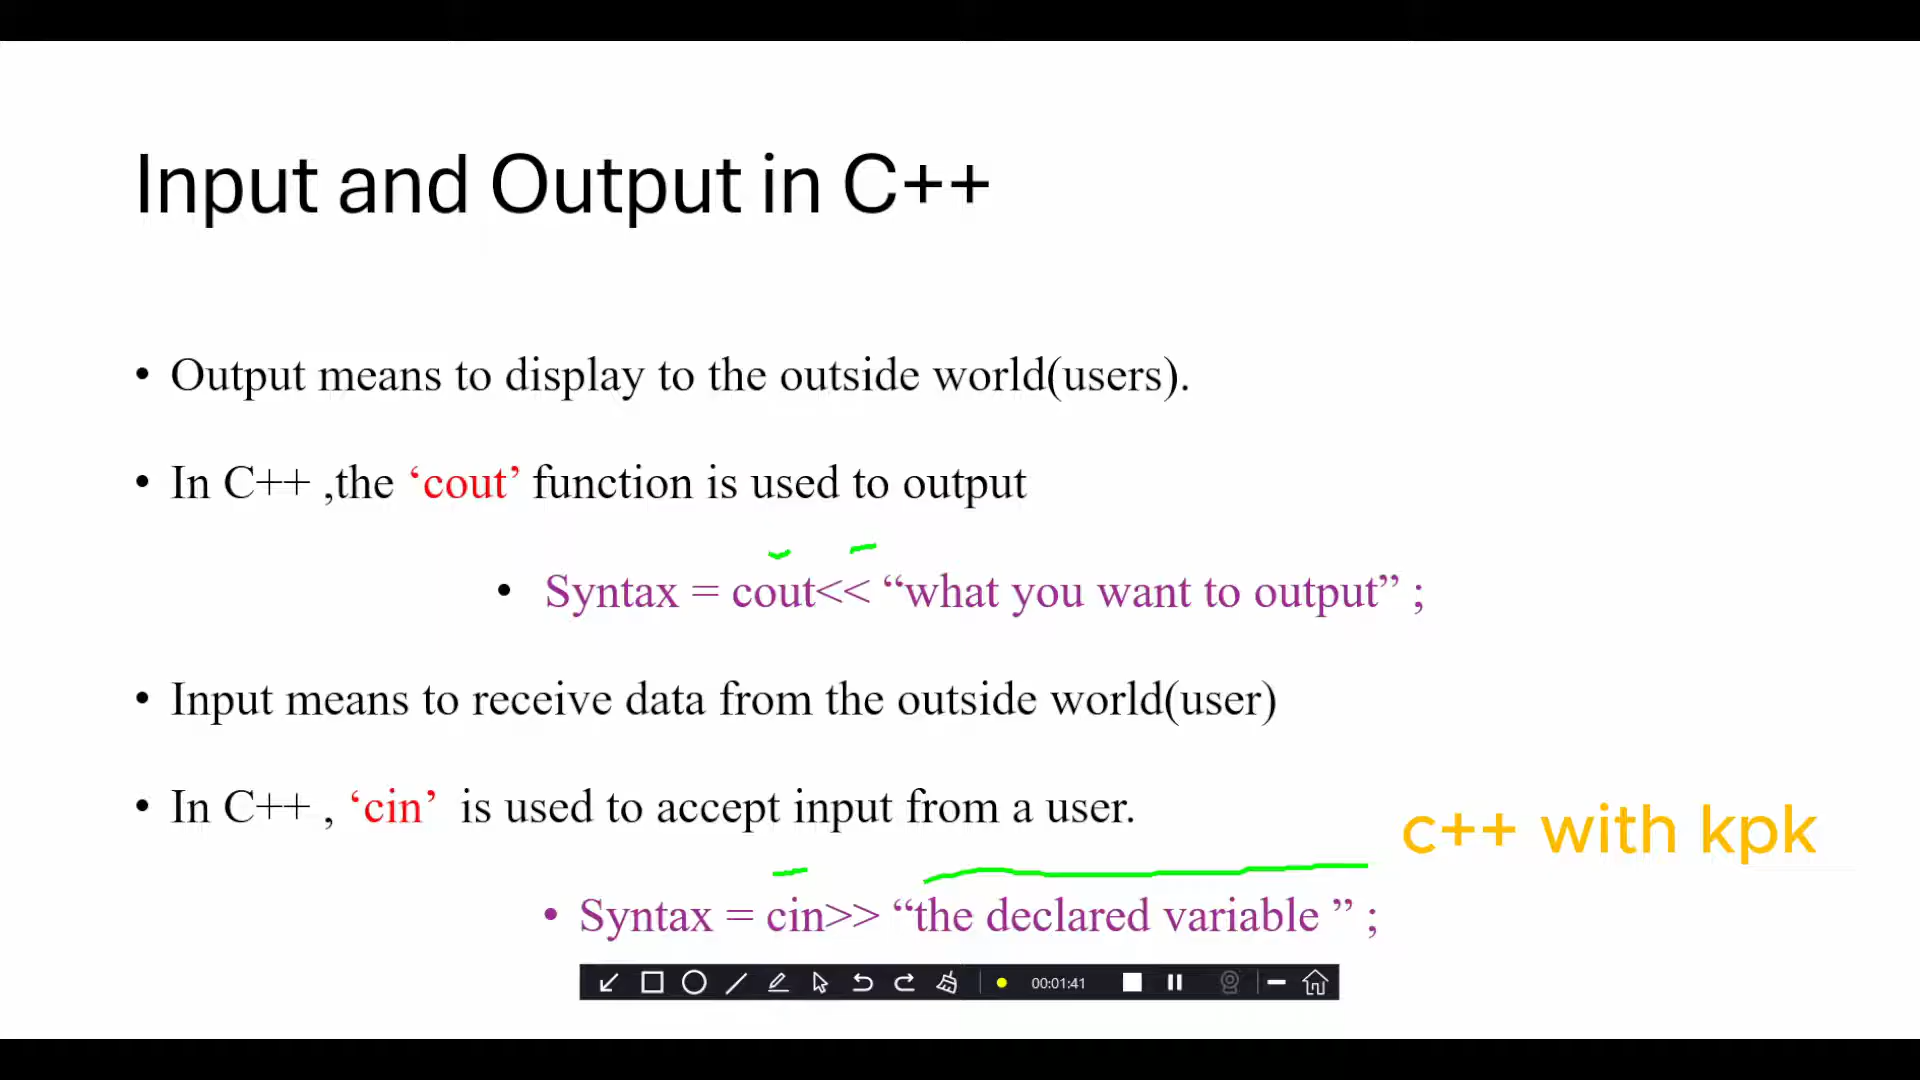 Input and Output in C++
• Output means to display to the outside world(users).
• In C++ ,the ‘cout’ function is used to output
• Syntax = cout<< “what you want to output” ;
• Input means to receive data from the outside world(user)
• In C++ , ‘cin’ is used to accept input from a user.
c++ with kpk
• Syntax = cin>> “the declared variable ” ;
00:01:41